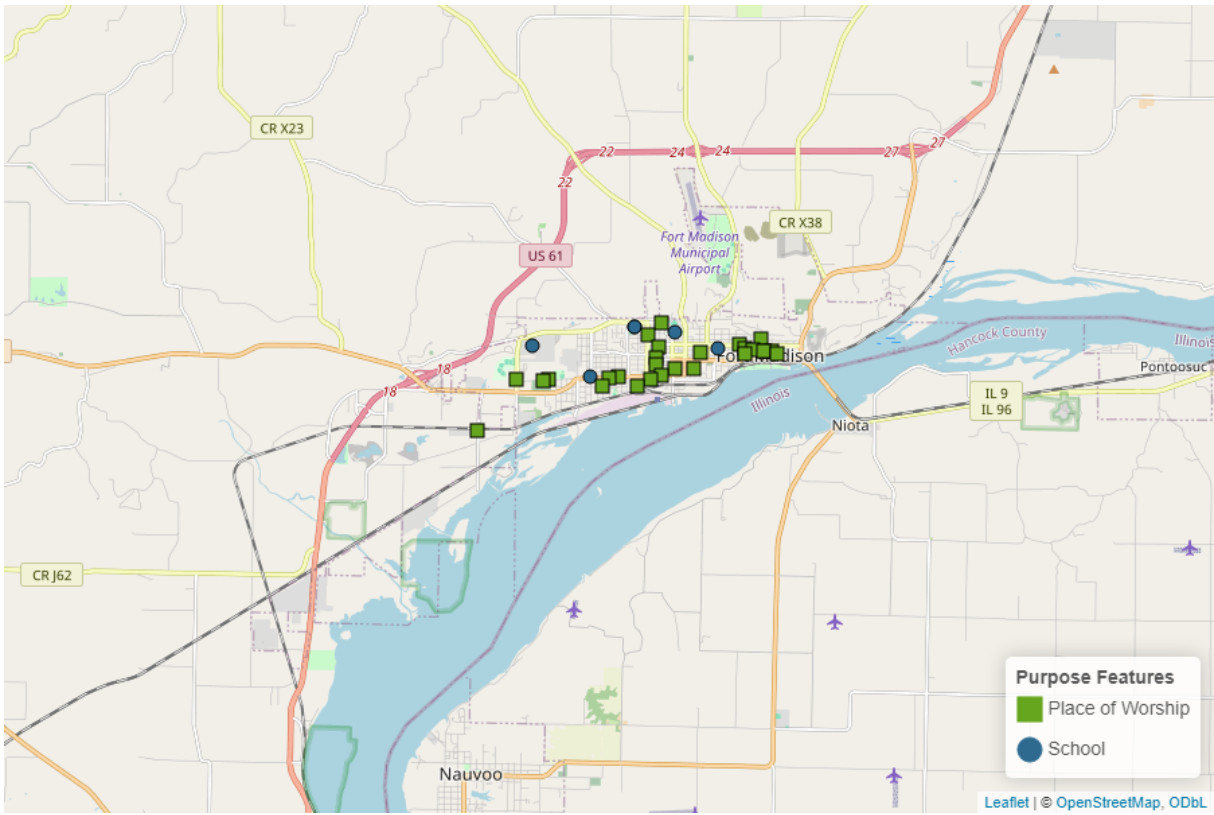 CR X23
22
24
24
27
27
22
CR X38
Fort Madison
Municipal
Airport
US 61
Hancock County
Illinois
18
18
Pontoosuc
Illinois
IL 9
IL 96
Niota
CR J62
Nauvoo
Purpose Features
Place of Worship
School
Leaflet | © OpenStreetMap, ODbL